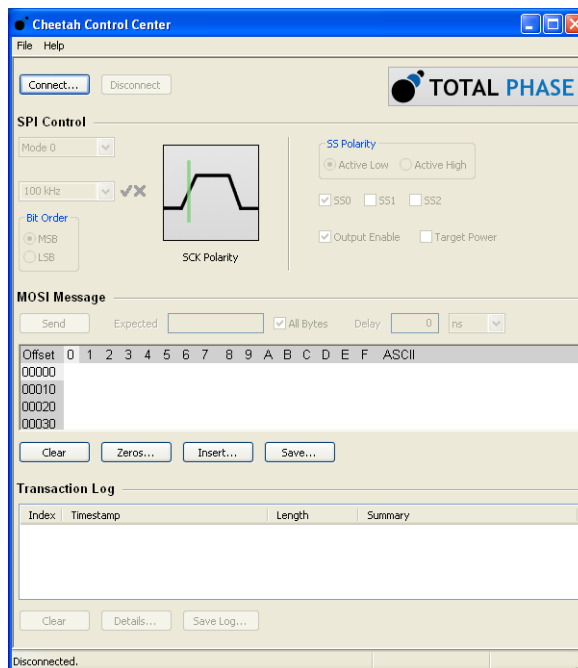 Cheetah Control Center
File Help
Connect... Disconnect
TOTAL PHASE
SPI Control
Mode 0
SS Polarity
Active Low Active High
100 kHz
SS0 SS1 SS2
Bit Order
MSB
LSB
Output Enable Target Power
SCK Polarity
MOSI Message
Send Expected All Bytes Delay 0 ns
Offset 0 1 2 3 4 5 6 7 8 9 A B C D E F ASCII
00000
00010
00020
00030
Clear Zeros... Insert... Save...
Transaction Log
Index Timestamp Length Summary
Clear Details... Save Log...
Disconnected.